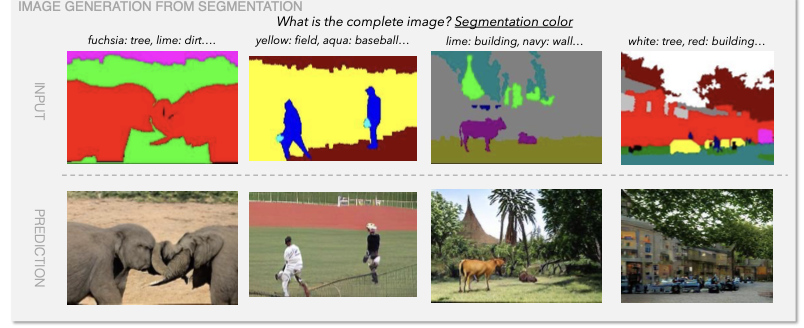 IMAGE GENERATION FROM SEGMENTATION
What is the complete image? Segmentation color
fuchsia: tree, lime: dirt….
yellow: field, aqua: baseball…
lime: building, navy: wall…
white: tree, red: building…
INPUT
PREDICTION